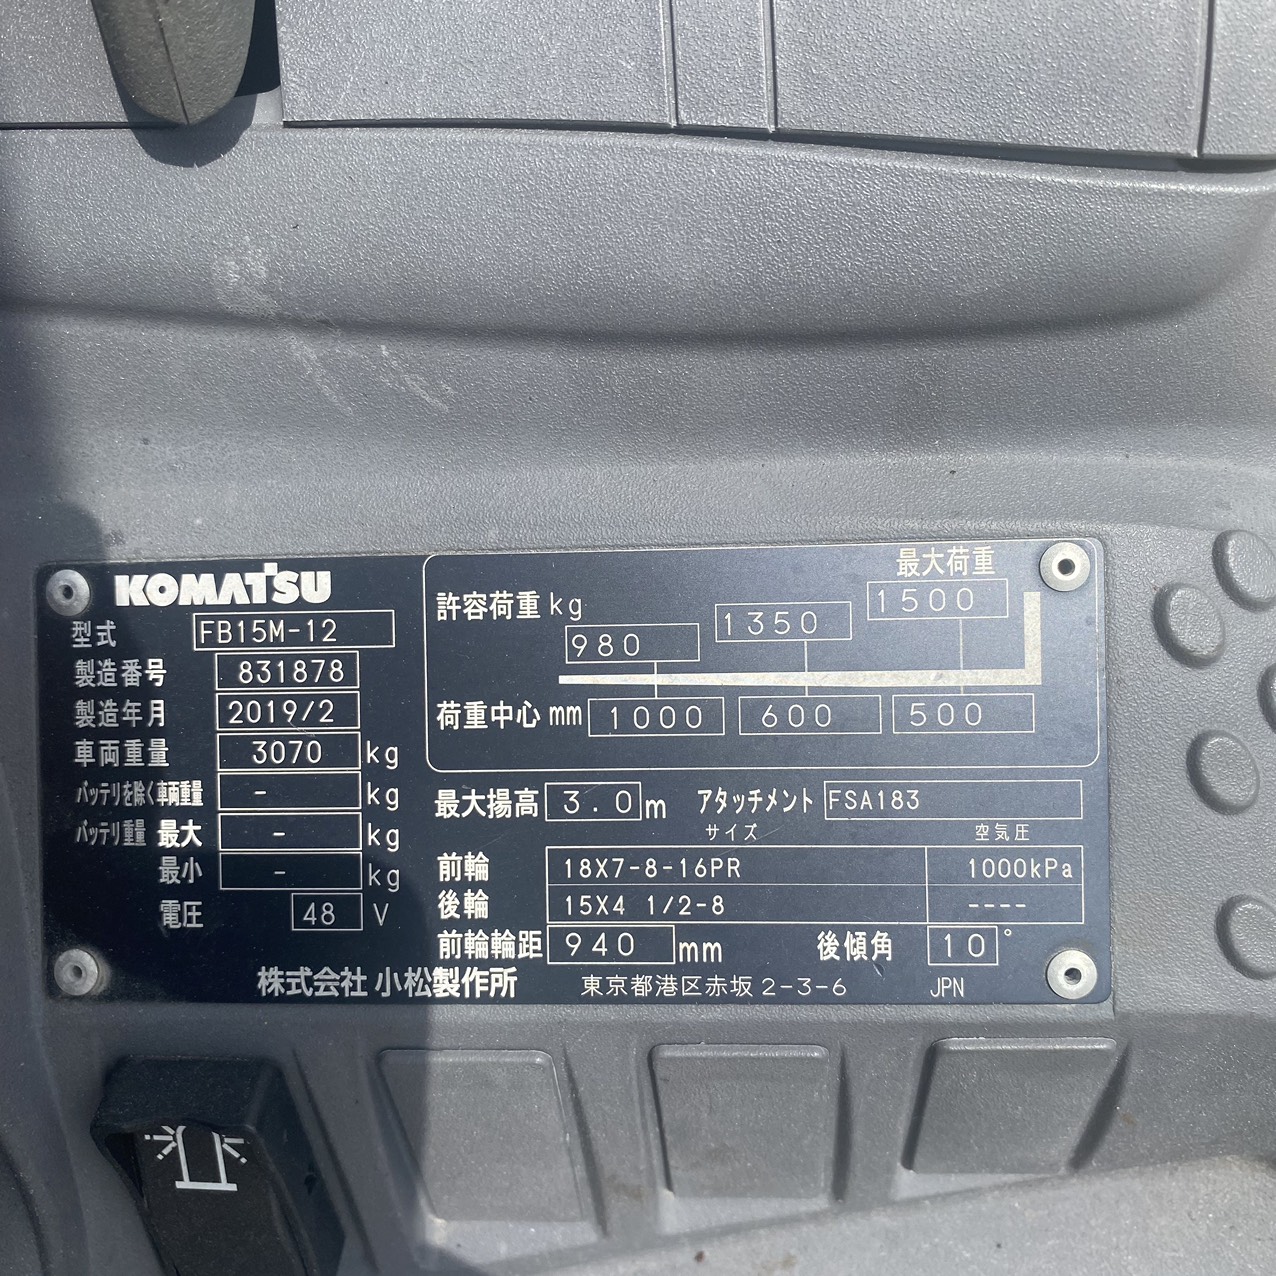 KOMATSU
型式 FB15M-12
製造番号 831878
製造年月 2019/2
車両重量 3070 kg
バッテリを除く車両重量 - kg
バッテリ重量 最大 - kg
最小 - kg
電圧 48 V
最大荷重
許容荷重 kg 980 1350 1500
荷重中心 mm 1000 600 500
最大揚高 3.0 m アタッチメント FSA183
サイズ 空気圧
前輪 18X7-8-16PR 1000kPa
後輪 15X4 1/2-8 ----
前輪輪距 940 mm 後傾角 10°
株式会社 小松製作所 東京都港区赤坂2-3-6 JPN